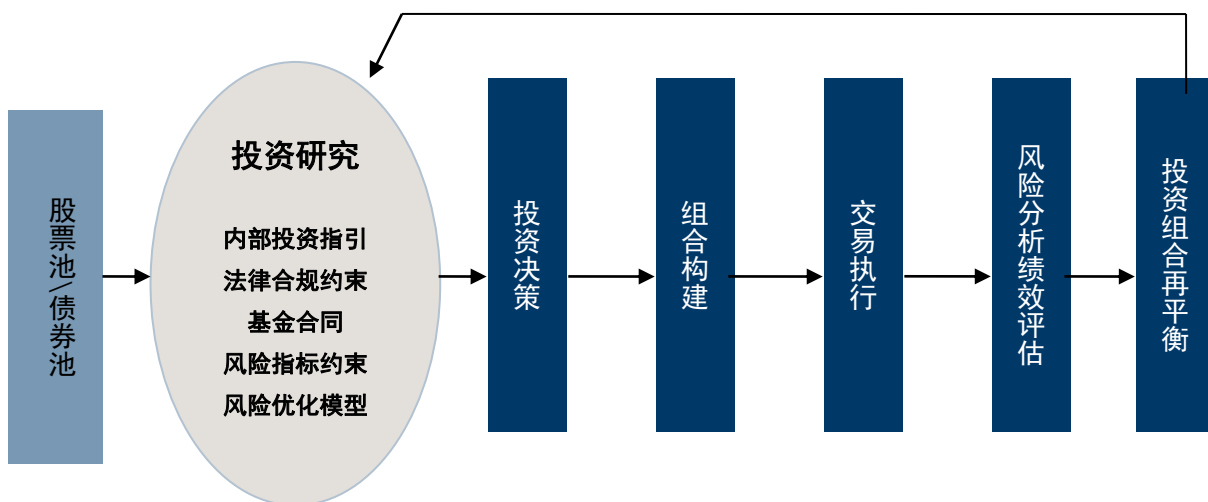 股票池/债券池
投资研究
内部投资指引
法律合规约束
基金合同
风险指标约束
风险优化模型
投资决策
组合构建
交易执行
风险分析绩效评估
投资组合再平衡